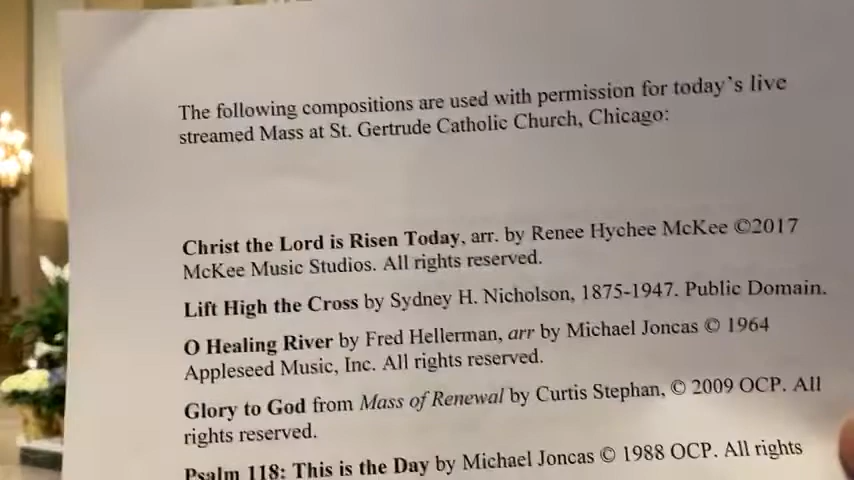 The following compositions are used with permission for today's live
streamed Mass at St. Gertrude Catholic Church, Chicago:
Christ the Lord is Risen Today, arr. by Renee Hychee McKee ©2017
McKee Music Studios. All rights reserved.
Lift High the Cross by Sydney H. Nicholson, 1875-1947. Public Domain.
O Healing River by Fred Hellerman, arr by Michael Joncas © 1964
Appleseed Music, Inc. All rights reserved.
Glory to God from Mass of Renewal by Curtis Stephan, © 2009 OCP. All
rights reserved.
Psalm 118: This is the Day by Michael Joncas © 1988 OCP. All rights